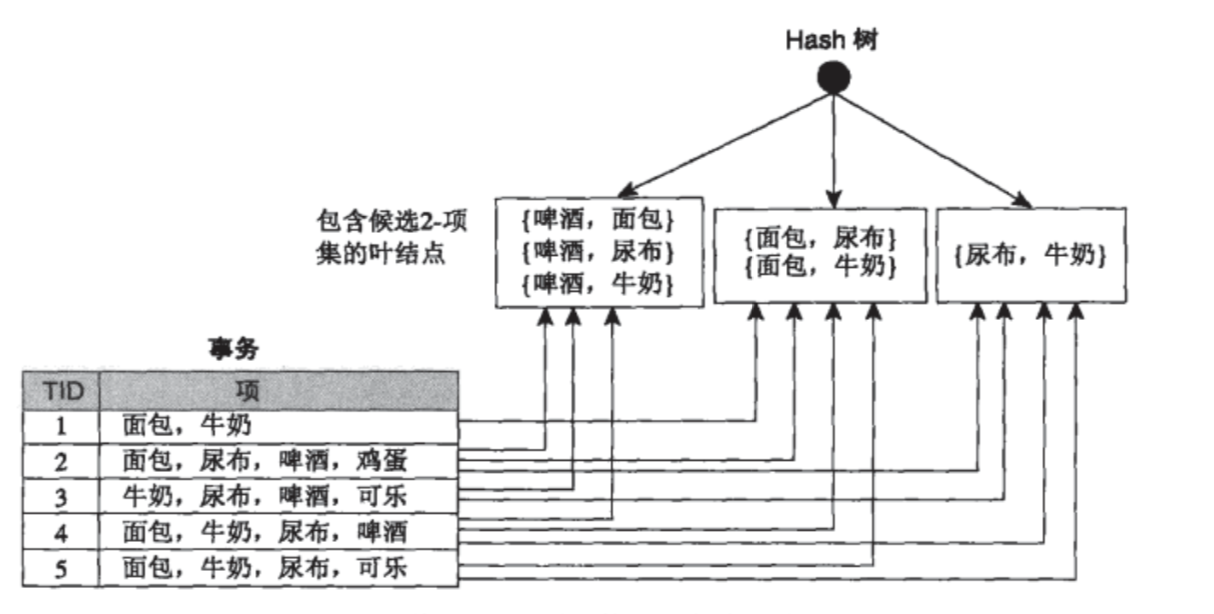 Hash 树
包含候选2-项
集的叶结点
{啤酒，面包}
{啤酒，尿布}
{啤酒，牛奶}
{面包，尿布}
{面包，牛奶}
{尿布，牛奶}
事务
TID 项
1 面包，牛奶
2 面包，尿布，啤酒，鸡蛋
3 牛奶，尿布，啤酒，可乐
4 面包，牛奶，尿布，啤酒
5 面包，牛奶，尿布，可乐